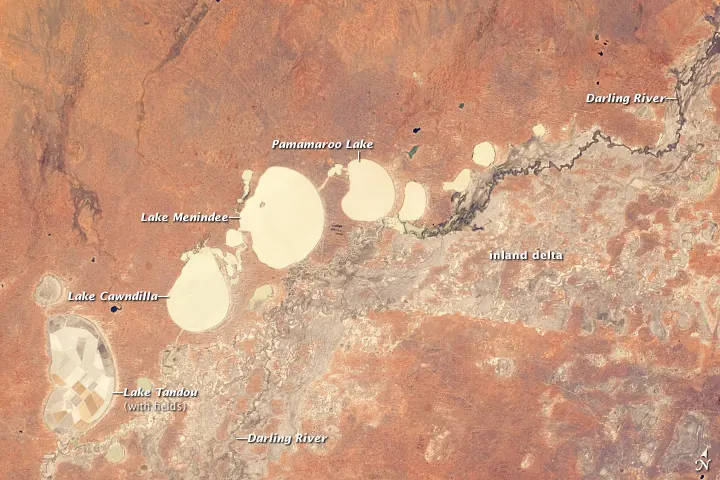 Darling River
Pamamaroo Lake
Lake Menindee
inland delta
Lake Cawndilla
Lake Tandou
(with fields)
Darling River
N